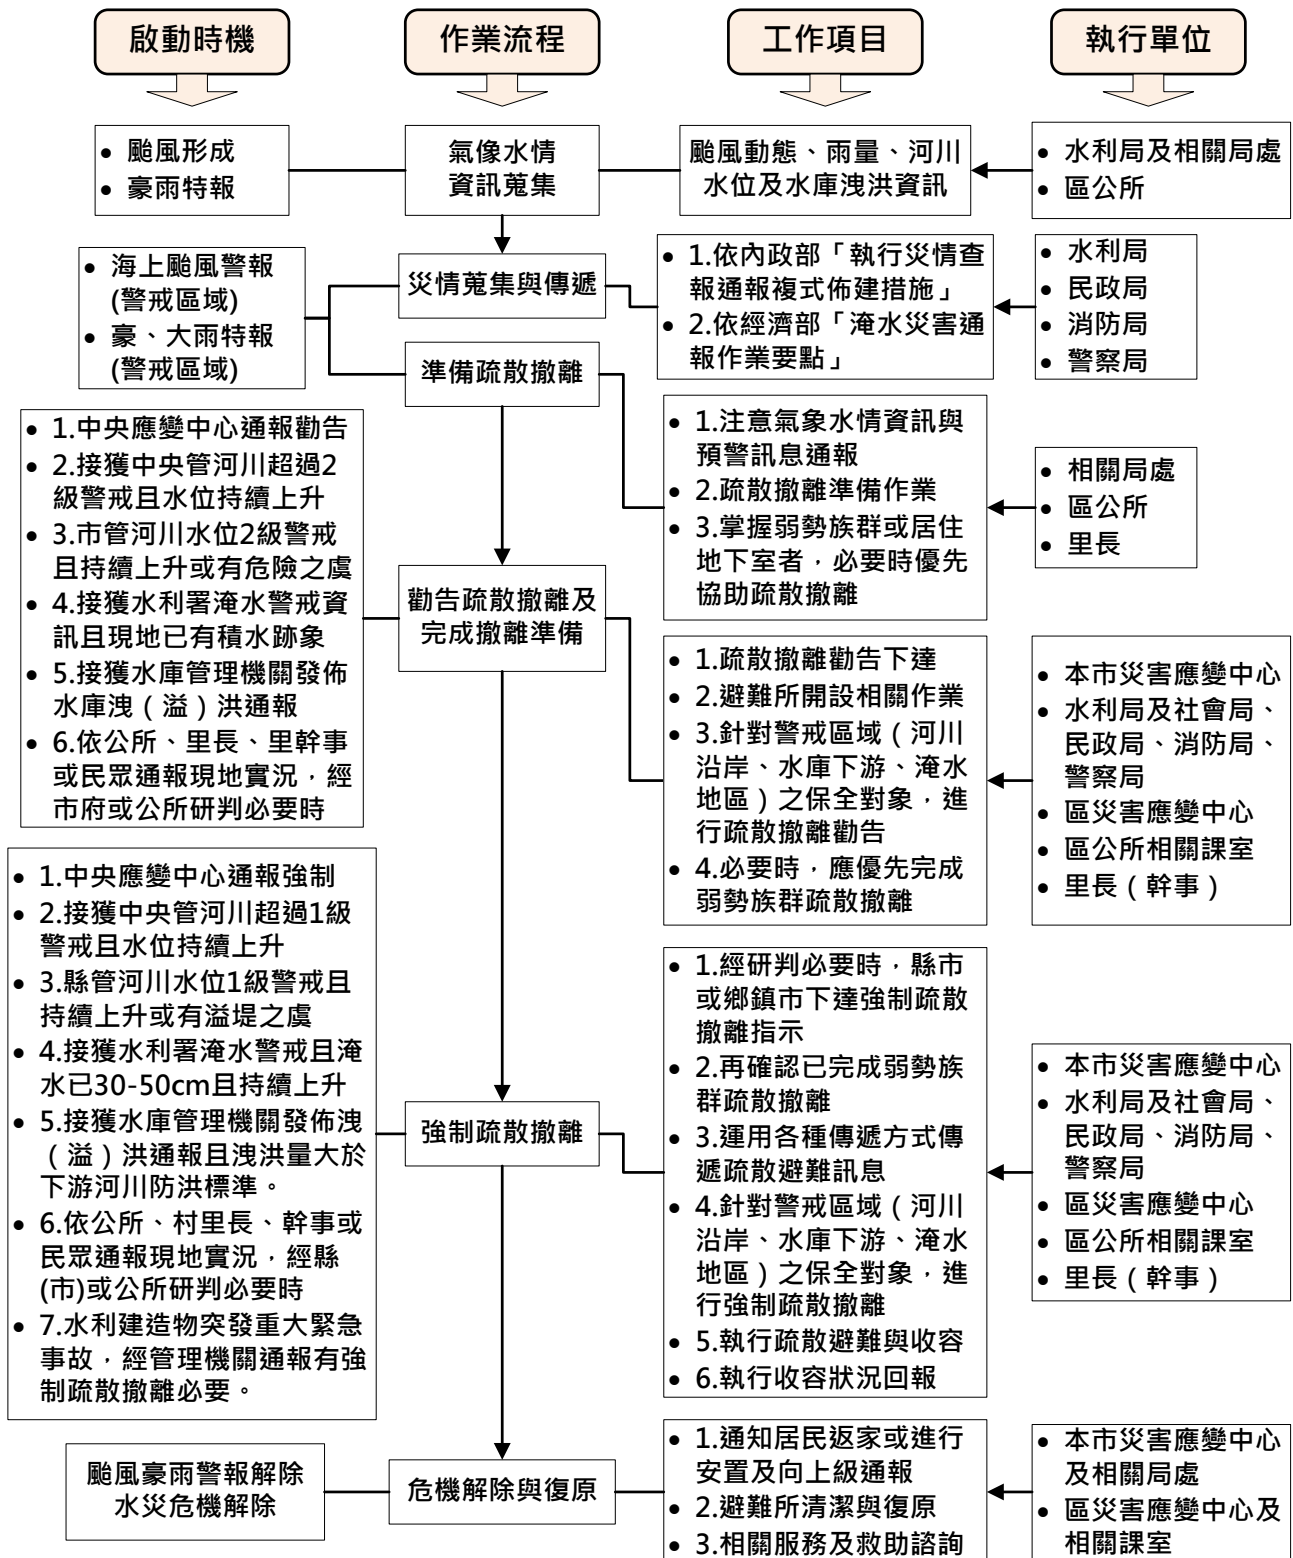 啟動時機
作業流程
工作項目
執行單位
• 颱風形成
• 豪雨特報
氣像水情
資訊蒐集
颱風動態、雨量、河川
水位及水庫洩洪資訊
• 水利局及相關局處
• 區公所
• 海上颱風警報
(警戒區域)
• 豪、大雨特報
(警戒區域)
災情蒐集與傳遞
• 1.依內政部「執行災情查
報通報複式佈建措施」
• 2.依經濟部「淹水災害通
報作業要點」
• 水利局
• 民政局
• 消防局
• 警察局
準備疏散撤離
• 1.注意氣象水情資訊與
預警訊息通報
• 2.疏散撤離準備作業
• 3.掌握弱勢族群或居住
地下室者，必要時優先
協助疏散撤離
• 相關局處
• 區公所
• 里長
• 1.中央應變中心通報勸告
• 2.接獲中央管河川超過2
級警戒且水位持續上升
• 3.市管河川水位2級警戒
且持續上升或有危險之虞
• 4.接獲水利署淹水警戒資
訊且現地已有積水跡象
• 5.接獲水庫管理機關發佈
水庫洩（溢）洪通報
• 6.依公所、里長、里幹事
或民眾通報現地實況，經
市府或公所研判必要時
勸告疏散撤離及
完成撤離準備
• 1.疏散撤離勸告下達
• 2.避難所開設相關作業
• 3.針對警戒區域（河川
沿岸、水庫下游、淹水
地區）之保全對象，進
行疏散撤離勸告
• 4.必要時，應優先完成
弱勢族群疏散撤離
• 本市災害應變中心
• 水利局及社會局、
民政局、消防局、
警察局
• 區災害應變中心
• 區公所相關課室
• 里長（幹事）
• 1.中央應變中心通報強制
• 2.接獲中央管河川超過1級
警戒且水位持續上升
• 3.縣管河川水位1級警戒且
持續上升或有溢堤之虞
• 4.接獲水利署淹水警戒且淹
水已30-50cm且持續上升
• 5.接獲水庫管理機關發佈洩
（溢）洪通報且洩洪量大於
下游河川防洪標準。
• 6.依公所、村里長、幹事或
民眾通報現地實況，經縣
(市)或公所研判必要時
• 7.水利建造物突發重大緊急
事故，經管理機關通報有強
制疏散撤離必要。
強制疏散撤離
• 1.經研判必要時，縣市
或鄉鎮市下達強制疏散
撤離指示
• 2.再確認已完成弱勢族
群疏散撤離
• 3.運用各種傳遞方式傳
遞疏散避難訊息
• 4.針對警戒區域（河川
沿岸、水庫下游、淹水
地區）之保全對象，進
行強制疏散撤離
• 5.執行疏散避難與收容
• 6.執行收容狀況回報
• 本市災害應變中心
• 水利局及社會局、
民政局、消防局、
警察局
• 區災害應變中心
• 區公所相關課室
• 里長（幹事）
颱風豪雨警報解除
水災危機解除
危機解除與復原
• 1.通知居民返家或進行
安置及向上級通報
• 2.避難所清潔與復原
• 3.相關服務及救助諮詢
• 本市災害應變中心
及相關局處
• 區災害應變中心及
相關課室